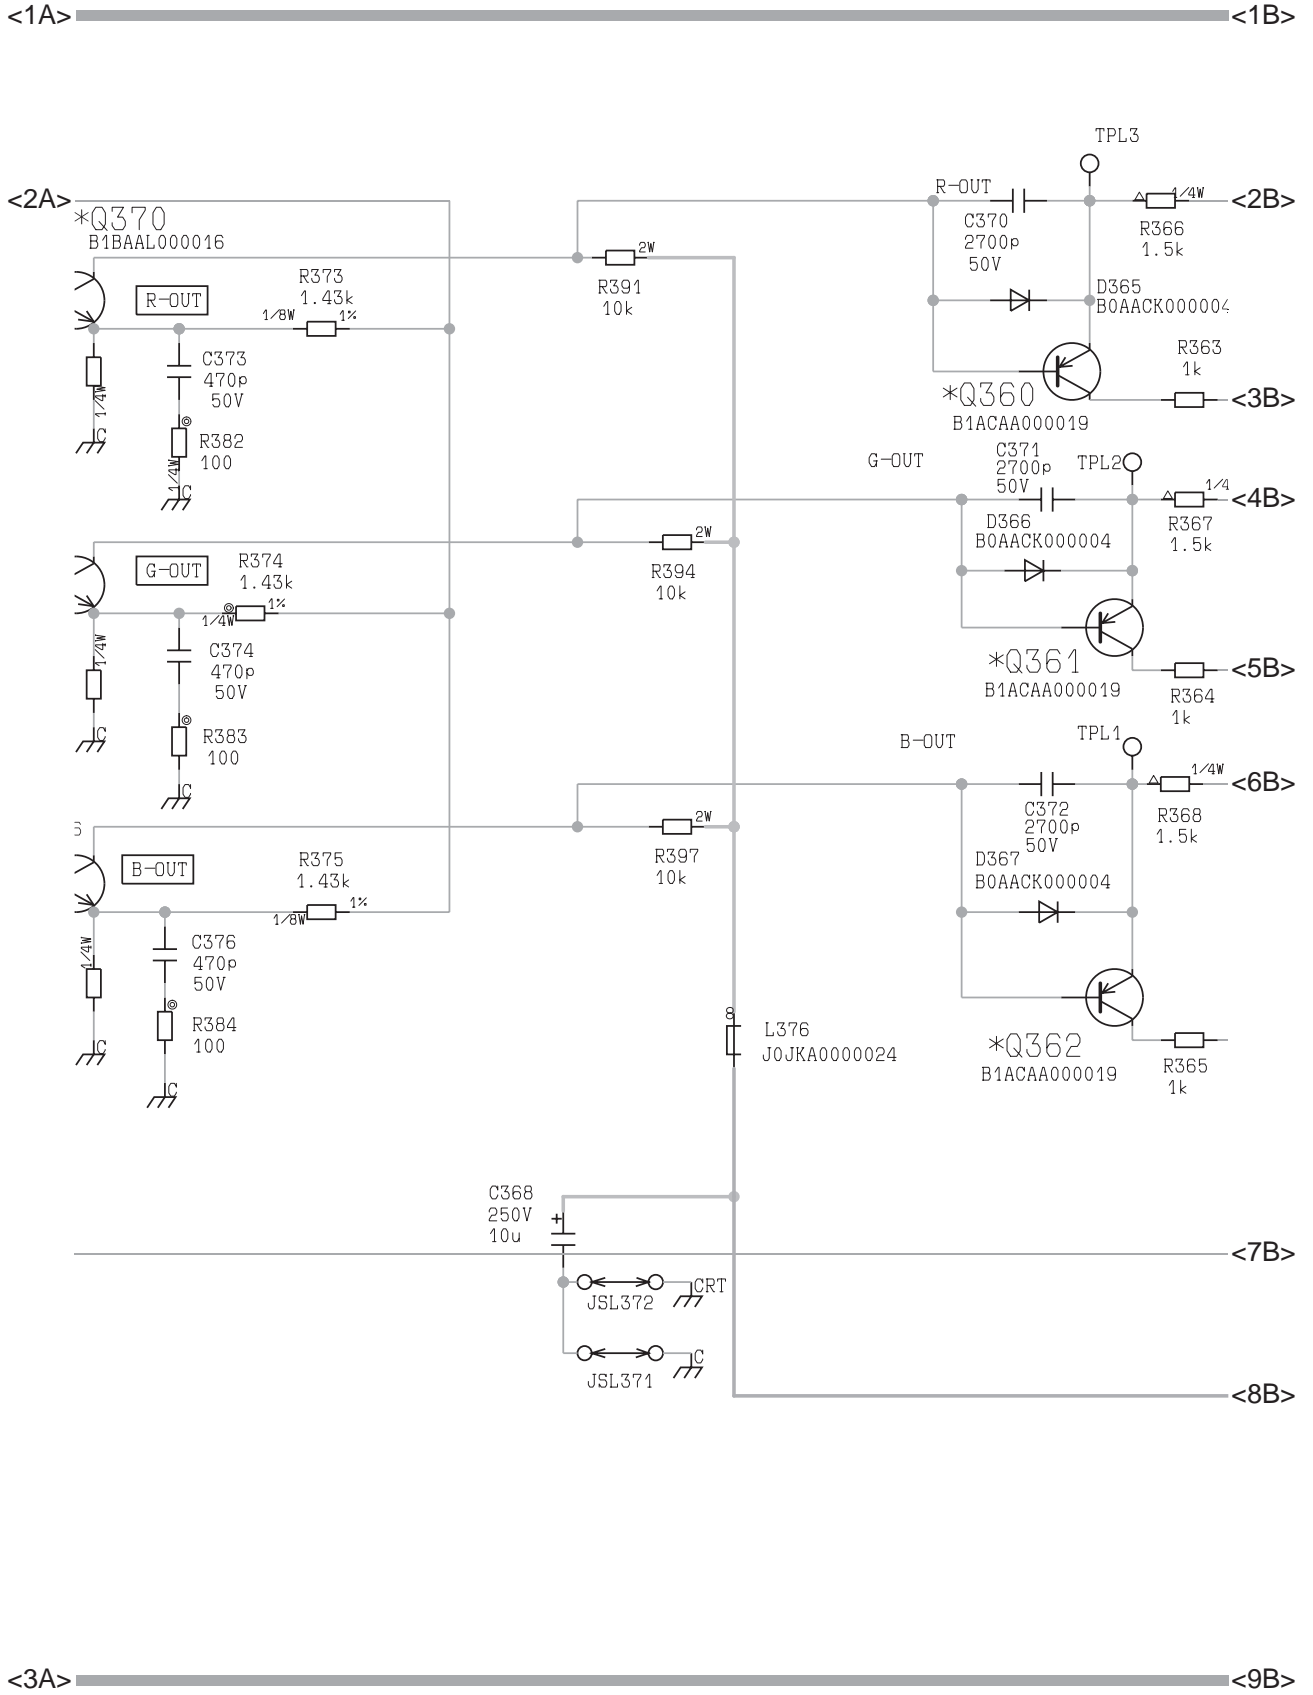 <1A> <1B>
TPL3
<2A> R-OUT 1/4W <2B>
*Q370
B1BAAL000016
C370
2700p
50V
R366
1.5k
2W
R391
10k
R373
1.43k
1/8W 1%
R-OUT
D365
B0AACK000004
C373
470p
50V
1/4W
C
R382
100
1/4W
C
R363
1k
*Q360
B1ACAA000019
<3B>
G-OUT
C371
2700p
50V
TPL2
1/4
<4B>
R367
1.5k
D366
B0AACK000004
2W
R394
10k
G-OUT
R374
1.43k
1/4W 1%
1/4W
C374
470p
50V
C
R383
100
C
*Q361
B1ACAA000019
<5B>
R364
1k
B-OUT
TPL1
1/4W
<6B>
C372
2700p
50V
R368
1.5k
D367
B0AACK000004
2W
R397
10k
B-OUT
R375
1.43k
1/8W 1%
1/4W
C376
470p
50V
C
R384
100
C
8
L376
J0JKA0000024
*Q362
B1ACAA000019
R365
1k
C368
250V
10u
+
<7B>
CRT
JSL372
C
JSL371
<8B>
<3A> <9B>